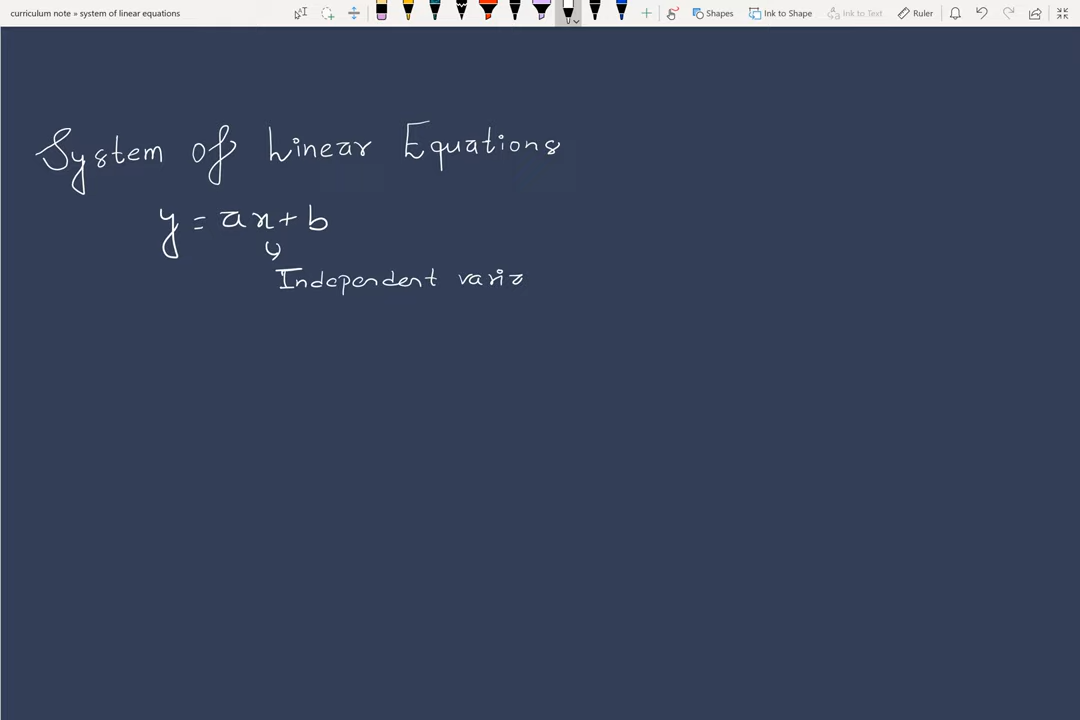 curriculum note » system of linear equations
Shapes Ink to Shape Ink to Text Ruler
System of Linear Equations
y = ax + b
Independent varia